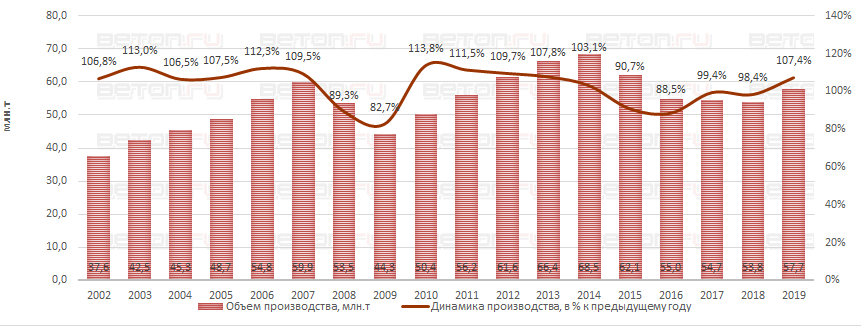 80,0
70,0
60,0
50,0
40,0
30,0
20,0
10,0
0,0
млн.т
140%
120%
100%
80%
60%
40%
20%
0%
BETON.RU
106,8% 113,0% 106,5% 107,5% 112,3% 109,5% 89,3% 82,7% 113,8% 111,5% 109,7% 107,8% 103,1% 90,7% 88,5% 99,4% 98,4% 107,4%
37,6 42,5 45,3 48,7 54,8 59,9 53,5 44,3 50,4 56,2 61,6 66,4 68,5 62,1 55,0 54,7 53,8 57,7
2002 2003 2004 2005 2006 2007 2008 2009 2010 2011 2012 2013 2014 2015 2016 2017 2018 2019
Объем производства, млн.т Динамика производства, в % к предыдущему году